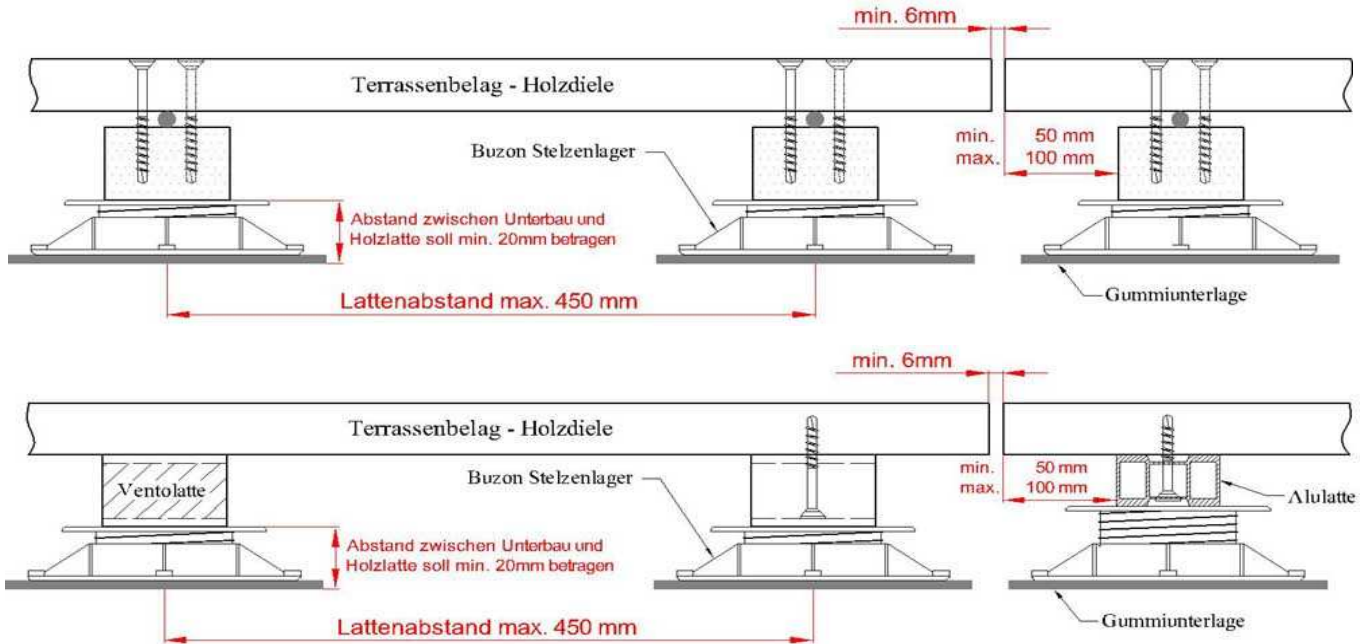 min. 6mm
Terrassenbelag - Holzdiele
Buzon Stelzenlager
min. 50 mm
max. 100 mm
Abstand zwischen Unterbau und
Holzlatte soll min. 20mm betragen
Lattenabstand max. 450 mm
Gummiunterlage
min. 6mm
Terrassenbelag - Holzdiele
Ventolatte
Buzon Stelzenlager
min. 50 mm
max. 100 mm
Alulatte
Abstand zwischen Unterbau und
Holzlatte soll min. 20mm betragen
Lattenabstand max. 450 mm
Gummiunterlage